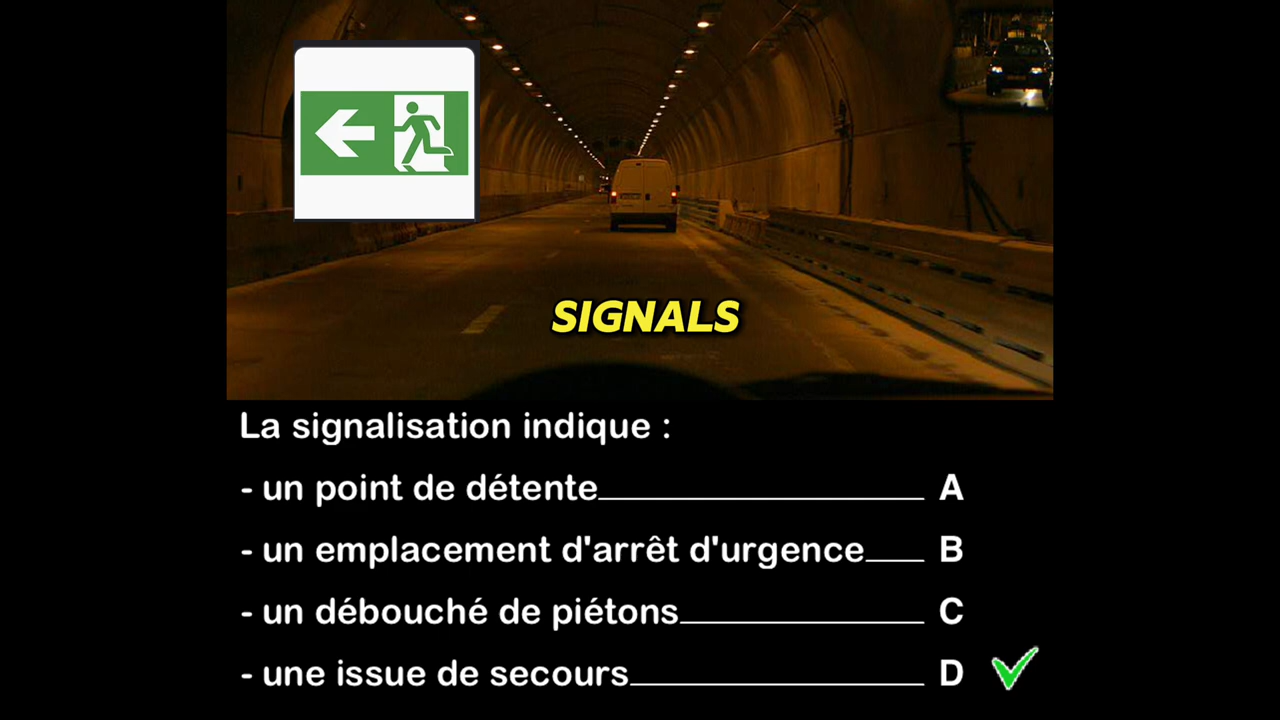 SIGNALS
La signalisation indique :
- un point de détente A
- un emplacement d'arrêt d'urgence B
- un débouché de piétons C
- une issue de secours D